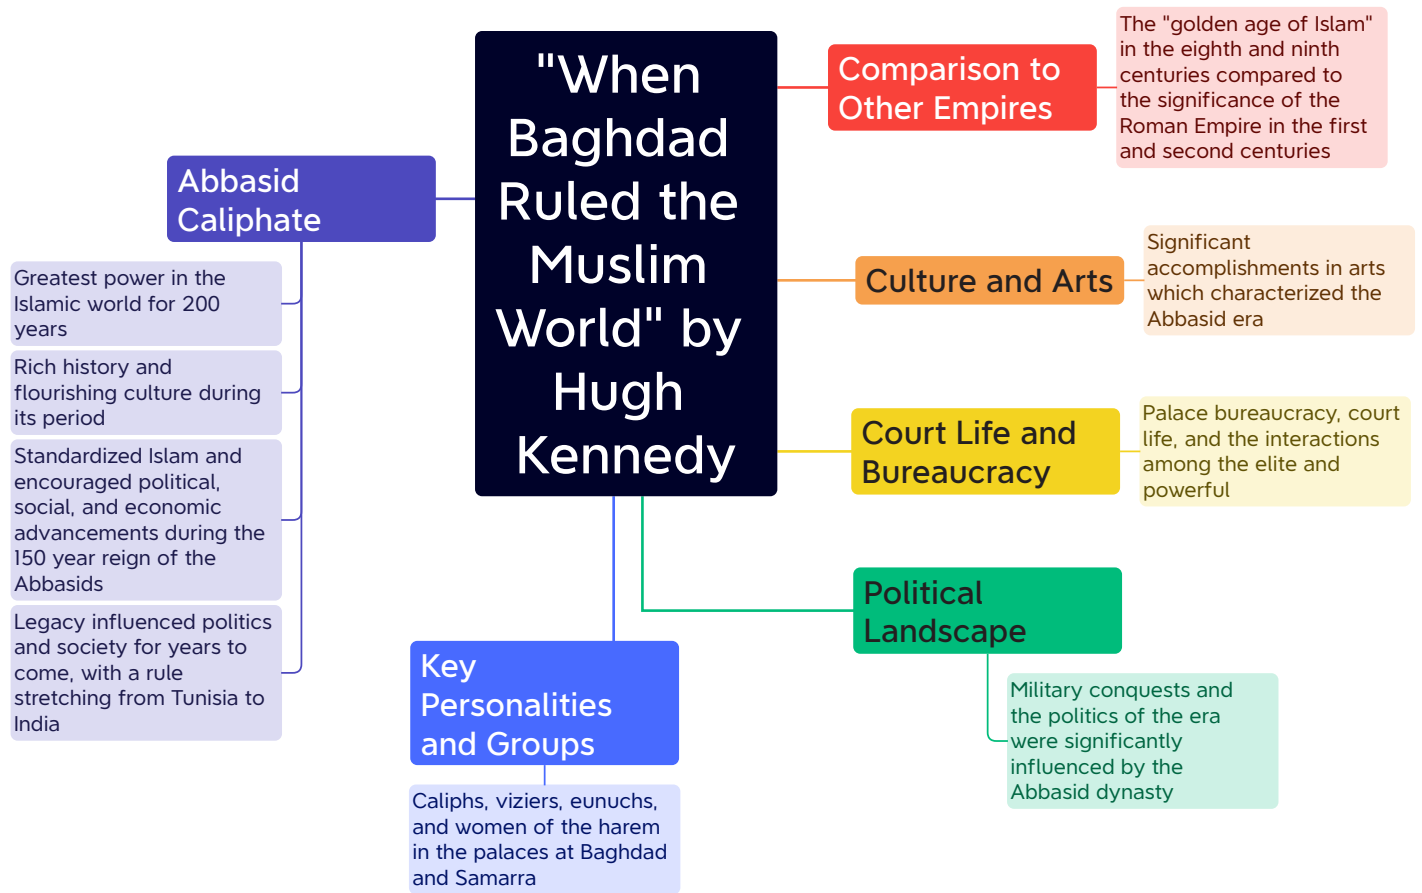 "When
Baghdad
Ruled the
Muslim
World" by
Hugh
Kennedy
Comparison to
Other Empires
The "golden age of Islam"
in the eighth and ninth
centuries compared to
the significance of the
Roman Empire in the first
and second centuries
Culture and Arts
Significant
accomplishments in arts
which characterized the
Abbasid era
Court Life and
Bureaucracy
Palace bureaucracy, court
life, and the interactions
among the elite and
powerful
Political
Landscape
Military conquests and
the politics of the era
were significantly
influenced by the
Abbasid dynasty
Key
Personalities
and Groups
Caliphs, viziers, eunuchs,
and women of the harem
in the palaces at Baghdad
and Samarra
Abbasid
Caliphate
Greatest power in the
Islamic world for 200
years
Rich history and
flourishing culture during
its period
Standardized Islam and
encouraged political,
social, and economic
advancements during the
150 year reign of the
Abbasids
Legacy influenced politics
and society for years to
come, with a rule
stretching from Tunisia to
India